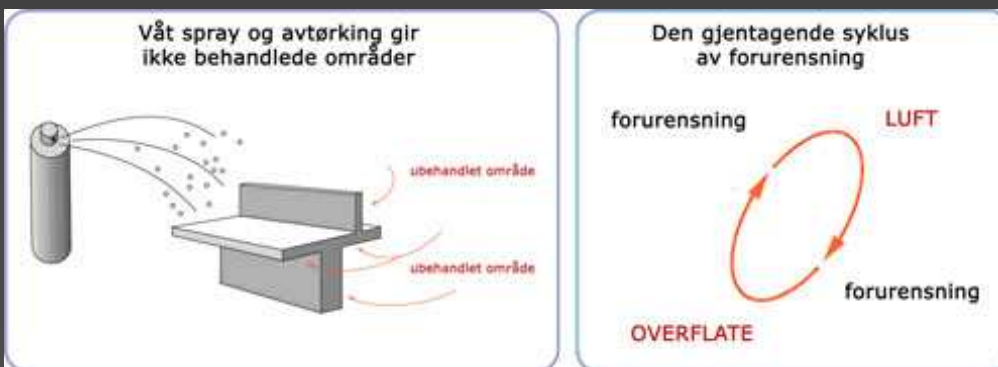 Våt spray og avtørking gir
ikke behandlede områder
ubehandlet område
ubehandlet område
Den gjentagende syklus
av forurensning
forurensning
LUFT
forurensning
OVERFLATE